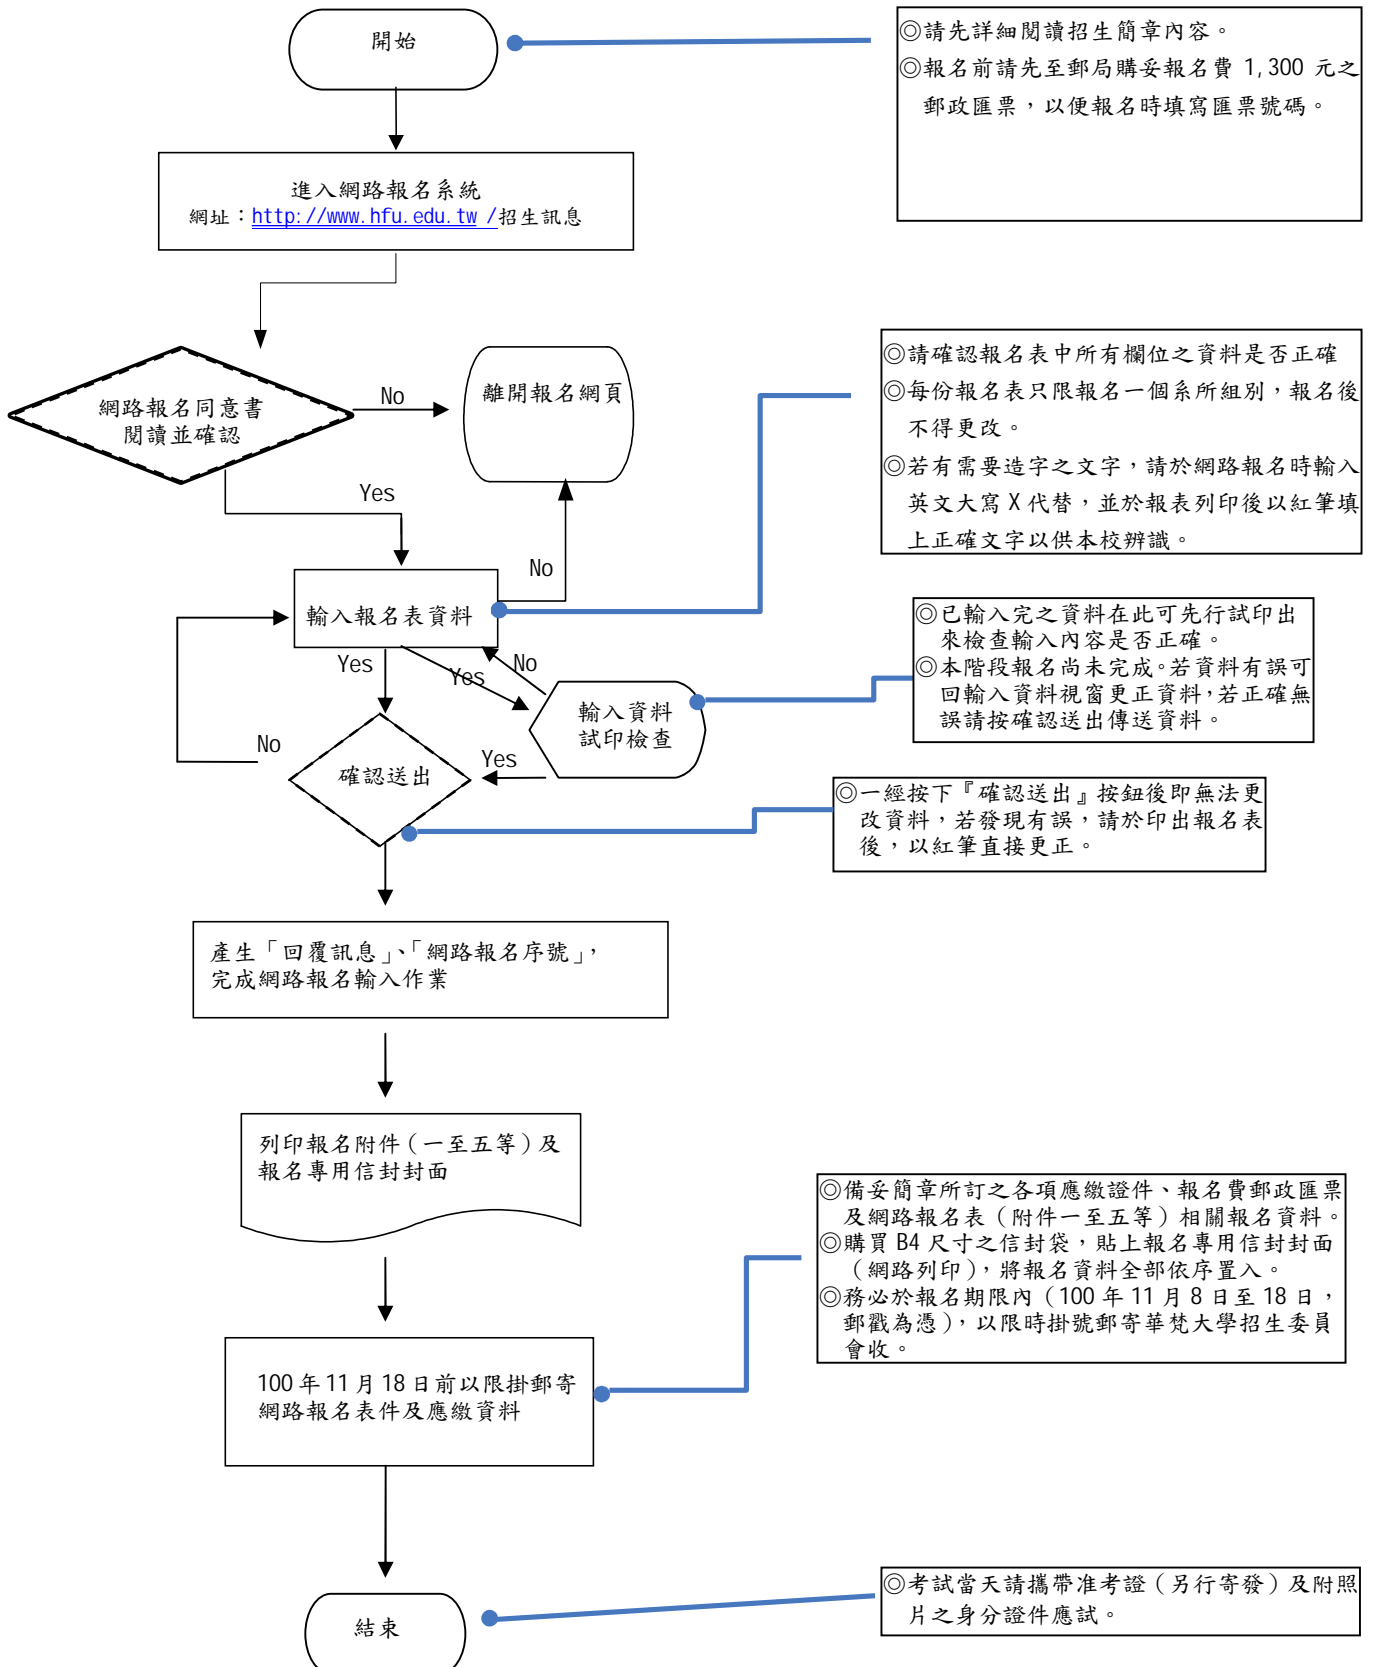 開始
◎請先詳細閱讀招生簡章內容。
◎報名前請先至郵局購妥報名費 1,300 元之
郵政匯票，以便報名時填寫匯票號碼。
進入網路報名系統
網址：http://www.hfu.edu.tw /招生訊息
網路報名同意書
閱讀並確認
No
離開報名網頁
◎請確認報名表中所有欄位之資料是否正確
◎每份報名表只限報名一個系所組別，報名後
不得更改。
◎若有需要造字之文字，請於網路報名時輸入
英文大寫 X 代替，並於報表列印後以紅筆填
上正確文字以供本校辨識。
Yes
No
輸入報名表資料
◎已輸入完之資料在此可先行試印出
來檢查輸入內容是否正確。
◎本階段報名尚未完成。若資料有誤可
回輸入資料視窗更正資料，若正確無
誤請按確認送出傳送資料。
Yes
Yes
No
輸入資料
試印檢查
No
Yes
確認送出
◎一經按下『確認送出』按鈕後即無法更
改資料，若發現有誤，請於印出報名表
後，以紅筆直接更正。
產生「回覆訊息」、「網路報名序號」，
完成網路報名輸入作業
列印報名附件（一至五等）及
報名專用信封封面
◎備妥簡章所訂之各項應繳證件、報名費郵政匯票
及網路報名表（附件一至五等）相關報名資料。
◎購買 B4 尺寸之信封袋，貼上報名專用信封封面
（網路列印），將報名資料全部依序置入。
◎務必於報名期限內（100 年 11 月 8 日至 18 日，
郵戳為憑），以限時掛號郵寄華梵大學招生委員
會收。
100 年 11 月 18 日前以限掛郵寄
網路報名表件及應繳資料
◎考試當天請攜帶准考證（另行寄發）及附照
片之身分證件應試。
結束